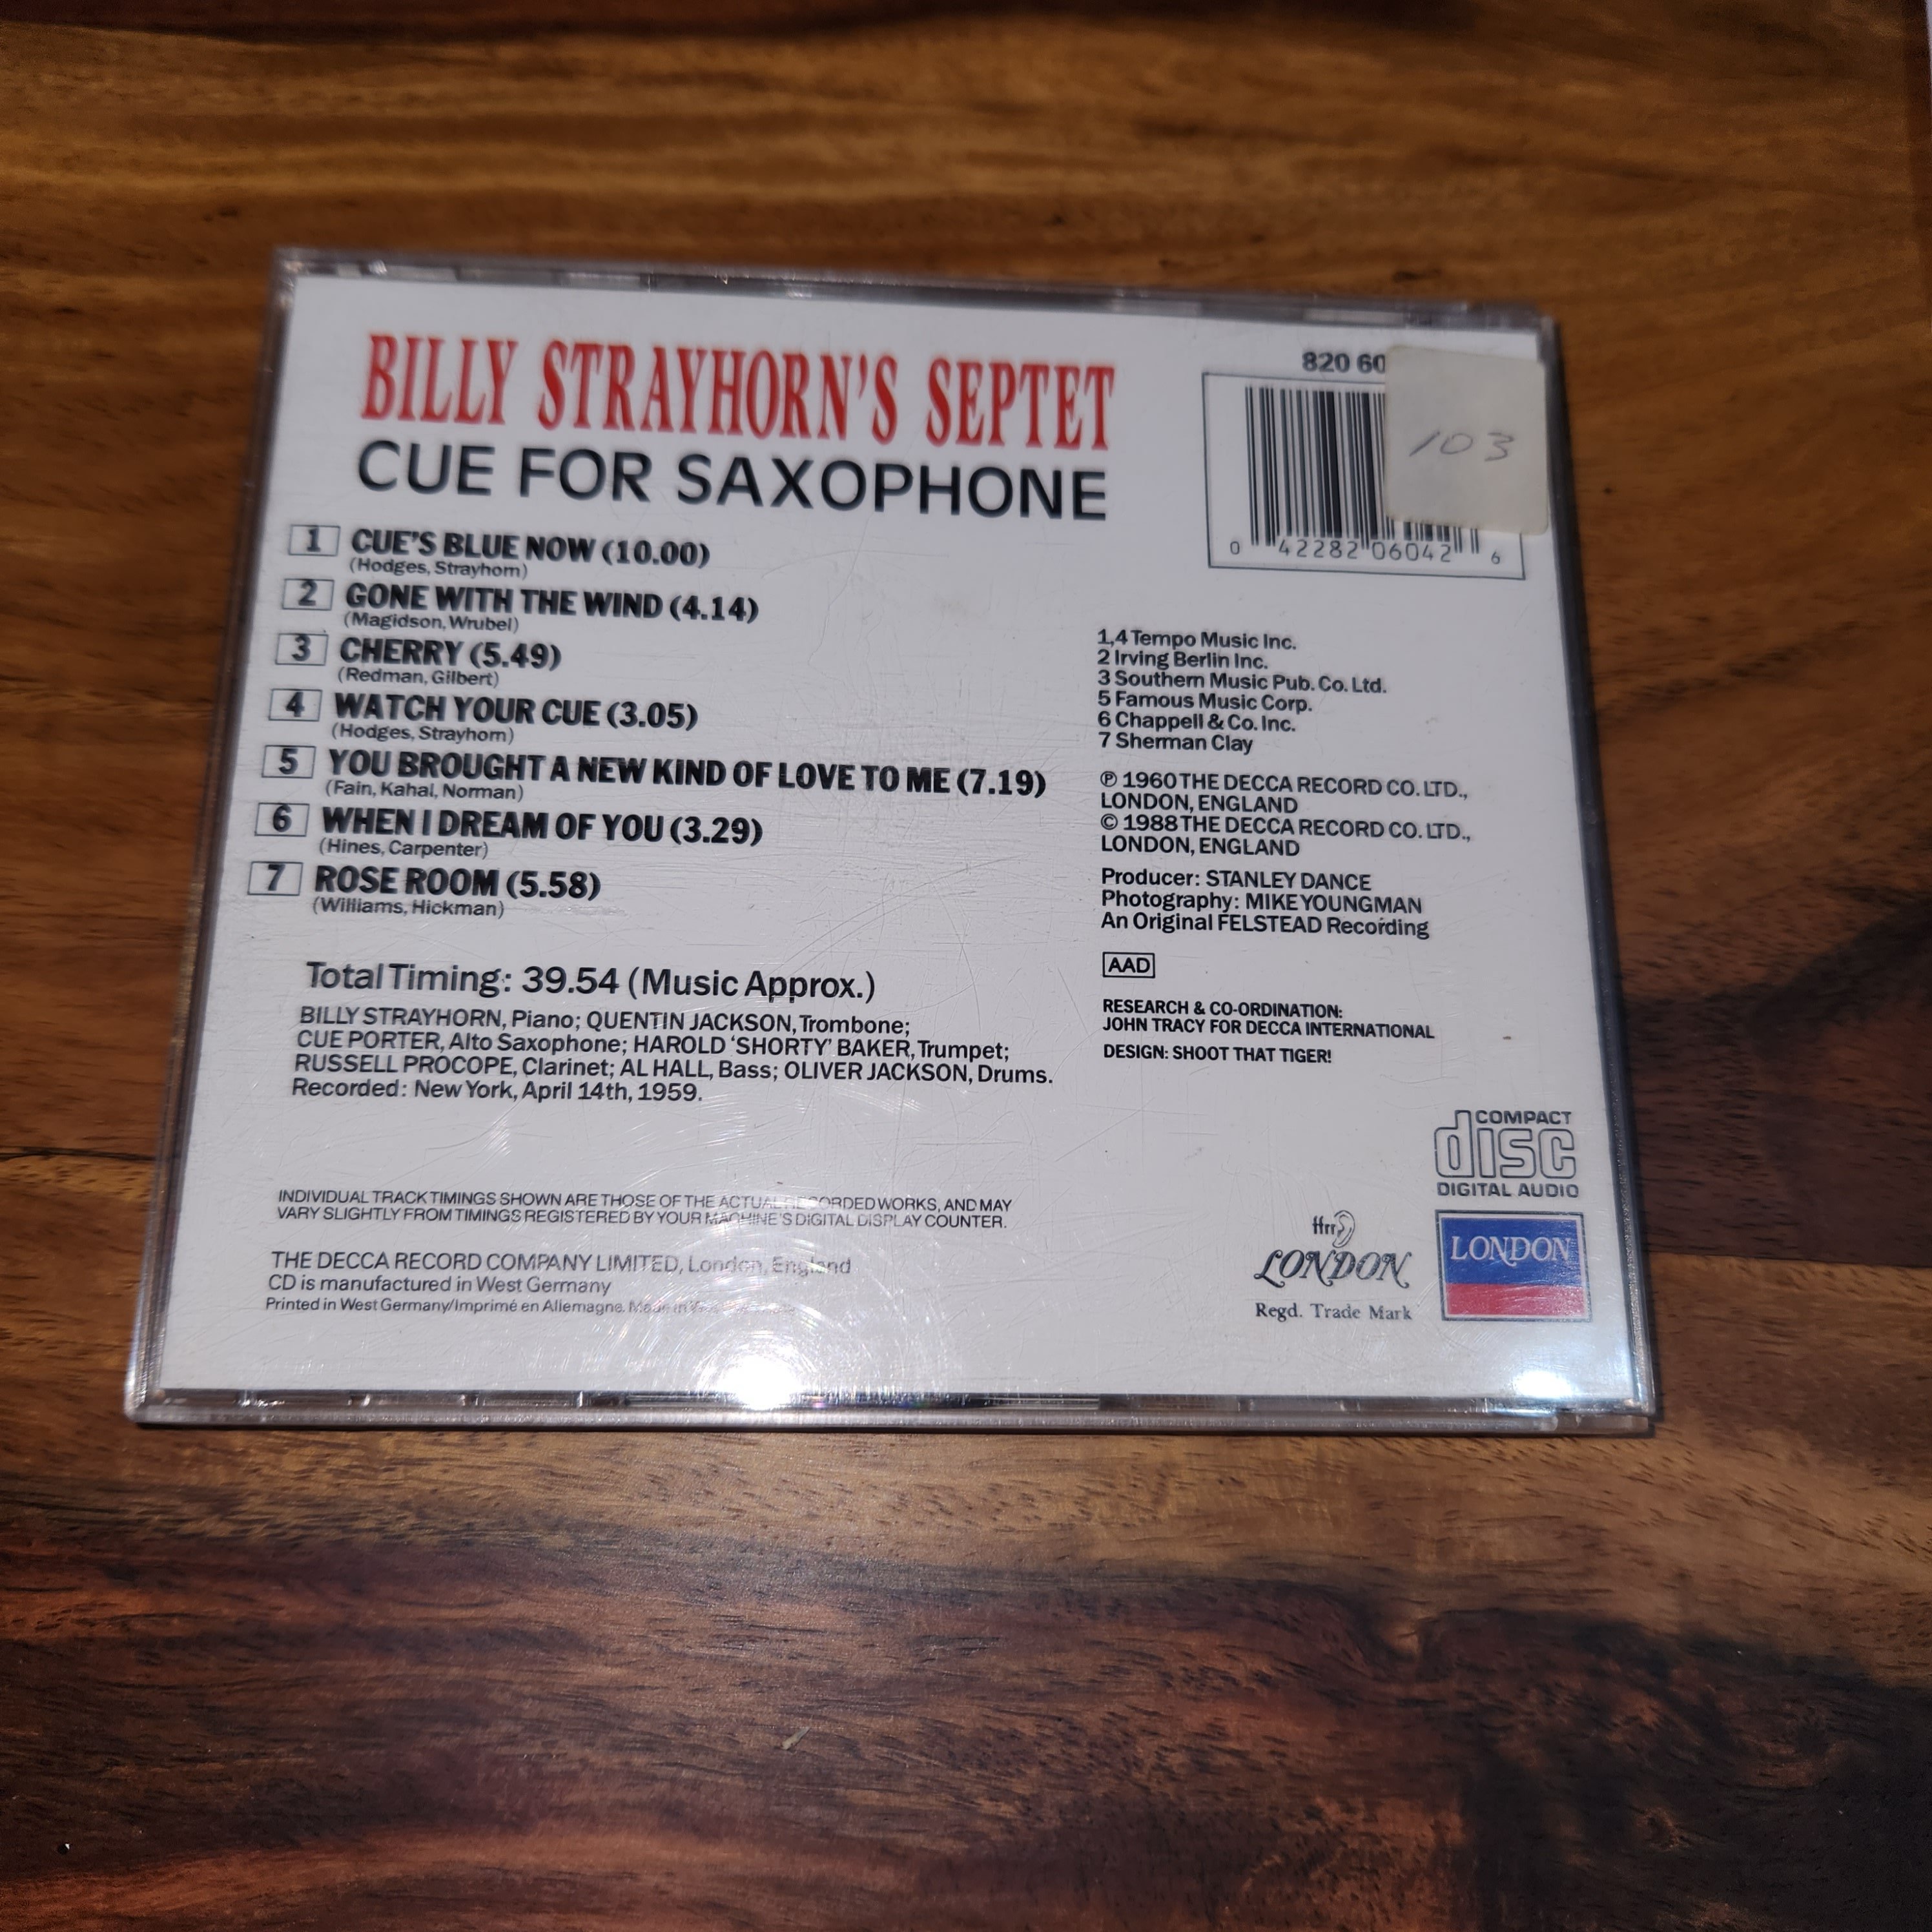 BILLY STRAYHORN'S SEPTET
CUE FOR SAXOPHONE
1 CUE'S BLUE NOW (10.00)
(Hodges, Strayhorn)
2 GONE WITH THE WIND (4.14)
(Magidson, Wrubel)
3 CHERRY (5.49)
(Redman, Gilbert)
4 WATCH YOUR CUE (3.05)
(Hodges, Strayhorn)
5 YOU BROUGHT A NEW KIND OF LOVE TO ME (7.19)
(Fain, Kahal, Norman)
6 WHEN I DREAM OF YOU (3.29)
(Hines, Carpenter)
7 ROSE ROOM (5.58)
(Williams, Hickman)
Total Timing: 39.54 (Music Approx.)
BILLY STRAYHORN, Piano; QUENTIN JACKSON, Trombone;
CUE PORTER, Alto Saxophone; HAROLD 'SHORTY' BAKER, Trumpet;
RUSSELL PROCOPE, Clarinet; AL HALL, Bass; OLIVER JACKSON, Drums.
Recorded: New York, April 14th, 1959.
INDIVIDUAL TRACK TIMINGS SHOWN ARE THOSE OF THE ACTUAL RECORDED WORKS, AND MAY
VARY SLIGHTLY FROM TIMINGS REGISTERED BY YOUR MACHINE'S DIGITAL DISPLAY COUNTER.
THE DECCA RECORD COMPANY LIMITED, London, England
CD is manufactured in West Germany
Printed in West Germany/Imprimé en Allemagne. Made in
820 60
103
0 42282 06042 6
1,4 Tempo Music Inc.
2 Irving Berlin Inc.
3 Southern Music Pub. Co. Ltd.
5 Famous Music Corp.
6 Chappell & Co. Inc.
7 Sherman Clay
℗ 1960 THE DECCA RECORD CO. LTD.,
LONDON, ENGLAND
© 1988 THE DECCA RECORD CO. LTD.,
LONDON, ENGLAND
Producer: STANLEY DANCE
Photography: MIKE YOUNGMAN
An Original FELSTEAD Recording
AAD
RESEARCH & CO-ORDINATION:
JOHN TRACY FOR DECCA INTERNATIONAL
DESIGN: SHOOT THAT TIGER!
COMPACT
disc
DIGITAL AUDIO
ffrr
LONDON
Regd. Trade Mark
LONDON